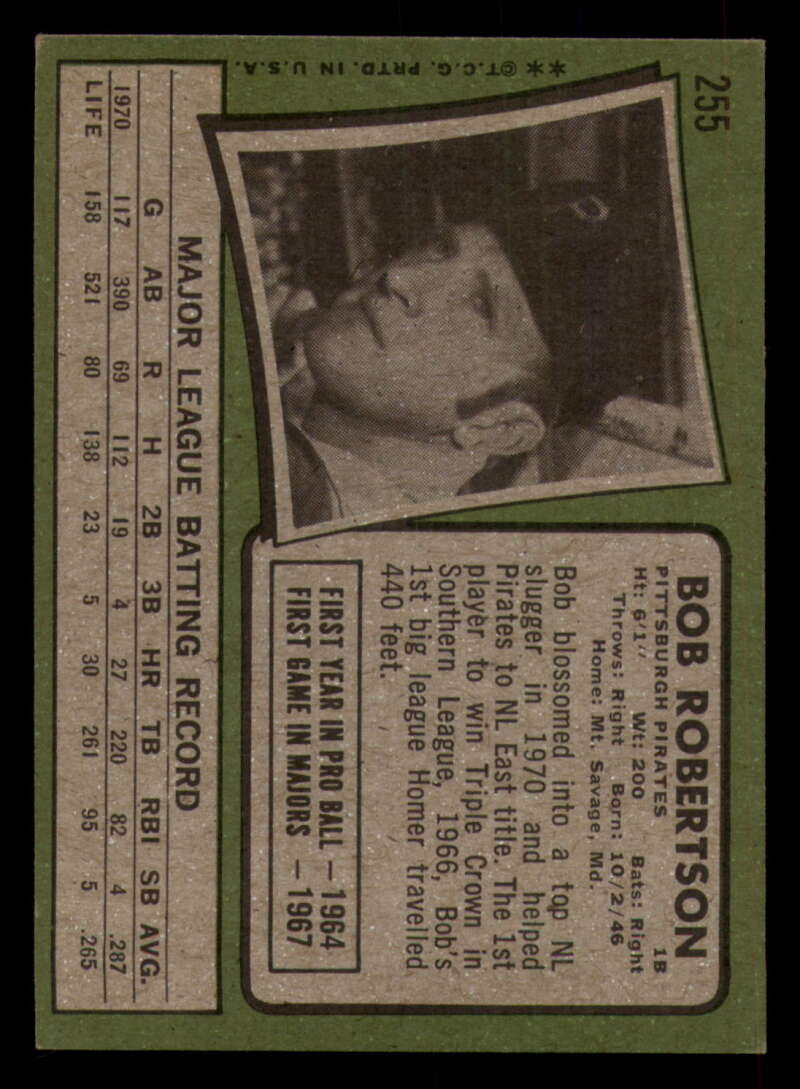 255
BOB ROBERTSON
PITTSBURGH PIRATES 1B
Ht: 6'1" Wt: 200 Bats: Right
Throws: Right Born: 10/2/46
Home: Mt. Savage, Md.
Bob blossomed into a top NL
slugger in 1970 and helped
Pirates to NL East title. The 1st
player to win Triple Crown in
Southern League, 1966, Bob's
1st big league Homer travelled
440 feet.
FIRST YEAR IN PRO BALL — 1964
FIRST GAME IN MAJORS — 1967
MAJOR LEAGUE BATTING RECORD
G AB R H 2B 3B HR TB RBI SB AVG.
1970 117 390 69 112 19 4 27 220 82 4 .287
LIFE 158 521 80 138 23 5 30 261 95 5 .265
**©T.C.G. PRTD. IN U.S.A.